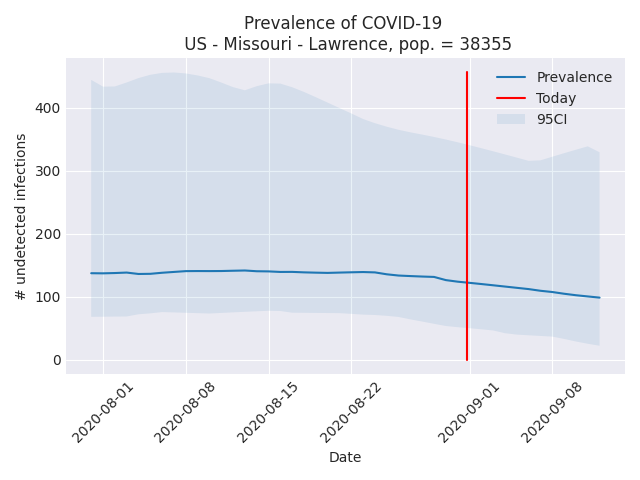 Prevalence of COVID-19
US - Missouri - Lawrence, pop. = 38355
Prevalence
Today
95CI
# undetected infections
400
300
200
100
0
2020-08-01
2020-08-08
2020-08-15
2020-08-22
2020-09-01
2020-09-08
Date